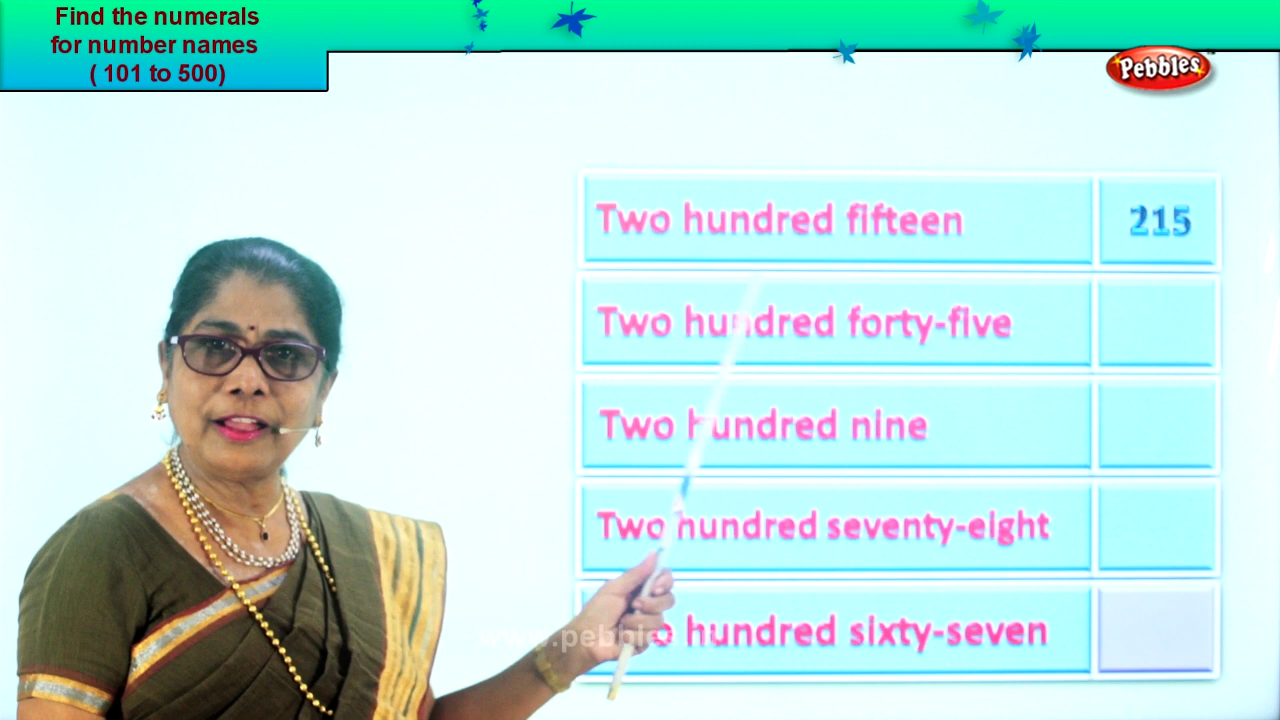 Find the numerals
for number names
( 101 to 500)
Pebbles
Two hundred fifteen 215
Two hundred forty-five
Two hundred nine
Two hundred seventy-eight
hundred sixty-seven